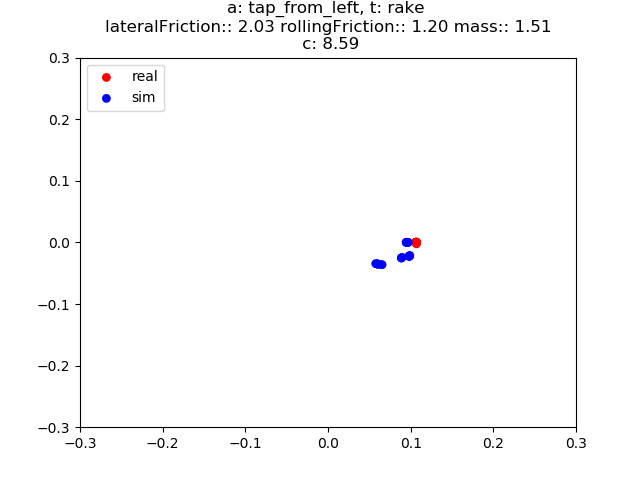 a: tap_from_left, t: rake
lateralFriction:: 2.03 rollingFriction:: 1.20 mass:: 1.51
c: 8.59
real
sim
0.3
0.2
0.1
0.0
−0.1
−0.2
−0.3
−0.3 −0.2 −0.1 0.0 0.1 0.2 0.3